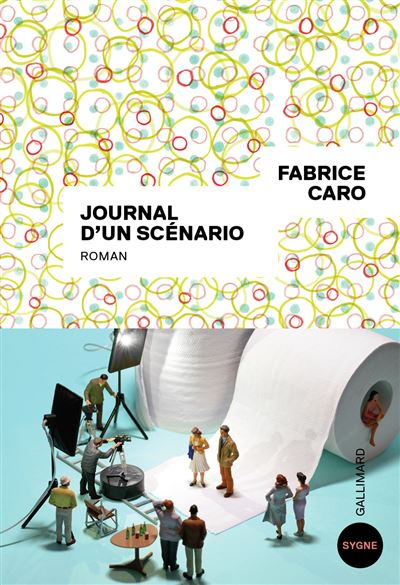 FABRICE
CARO
JOURNAL
D'UN SCÉNARIO
ROMAN
GALLIMARD
SYGNE